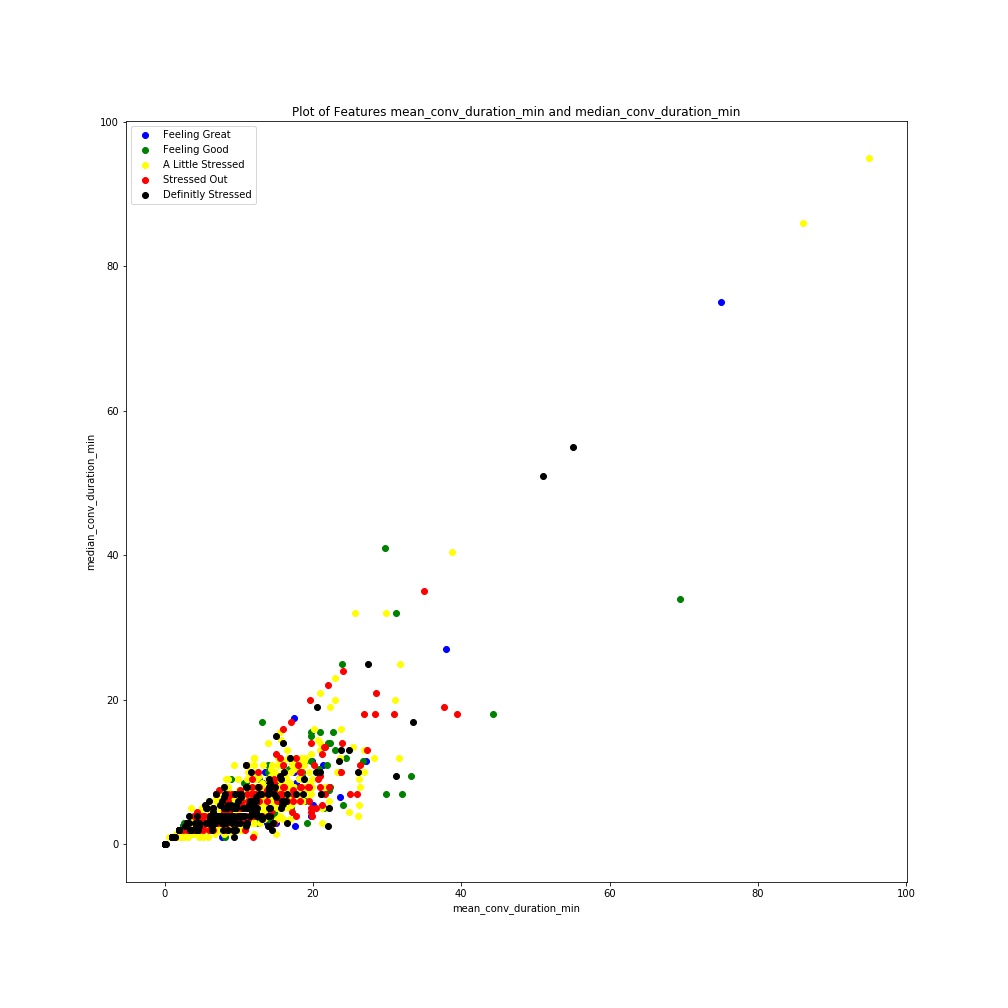 Plot of Features mean_conv_duration_min and median_conv_duration_min
Feeling Great
Feeling Good
A Little Stressed
Stressed Out
Definitly Stressed
100
80
60
40
20
0
median_conv_duration_min
0 20 40 60 80 100
mean_conv_duration_min